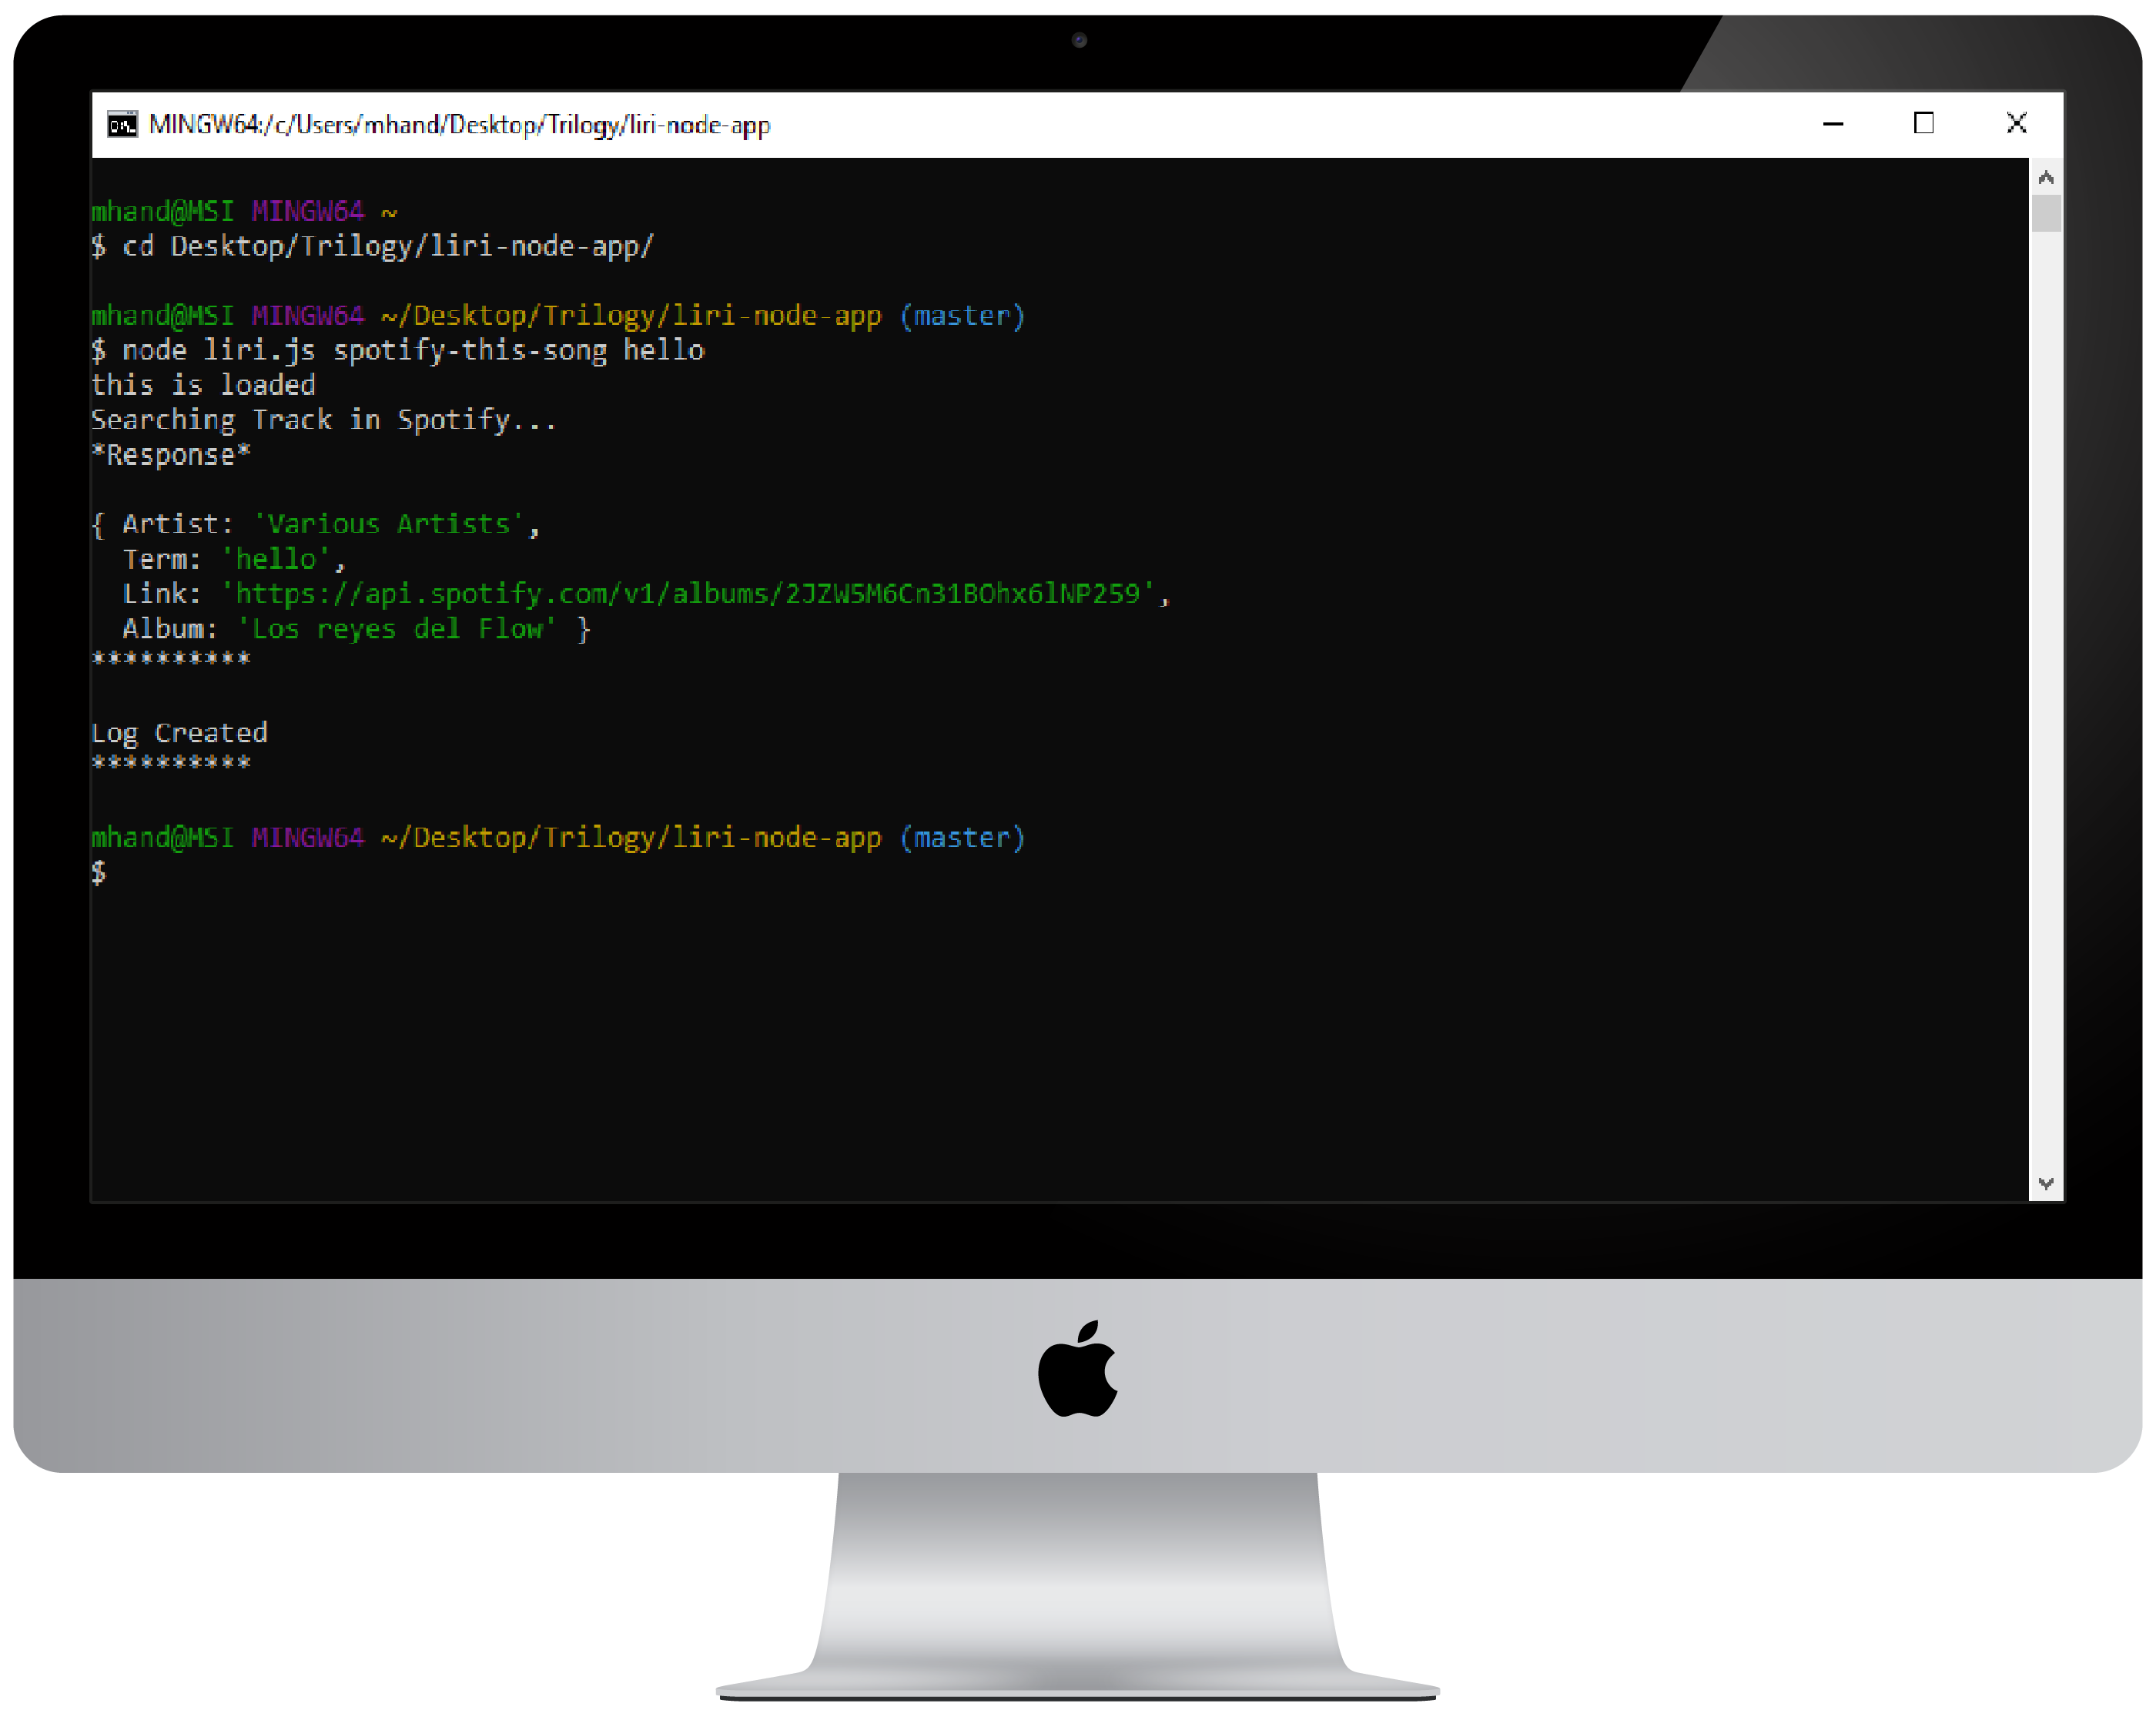 MINGW64:/c/Users/mhand/Desktop/Trilogy/liri-node-app
mhand@MSI MINGW64 ~
$ cd Desktop/Trilogy/liri-node-app/
mhand@MSI MINGW64 ~/Desktop/Trilogy/liri-node-app (master)
$ node liri.js spotify-this-song hello
this is loaded
Searching Track in Spotify...
*Response*
{ Artist: 'Various Artists',
  Term: 'hello',
  Link: 'https://api.spotify.com/v1/albums/2JZW5M6Cn31BOhx6lNP259',
  Album: 'Los reyes del Flow' }
**********
Log Created
**********
mhand@MSI MINGW64 ~/Desktop/Trilogy/liri-node-app (master)
$